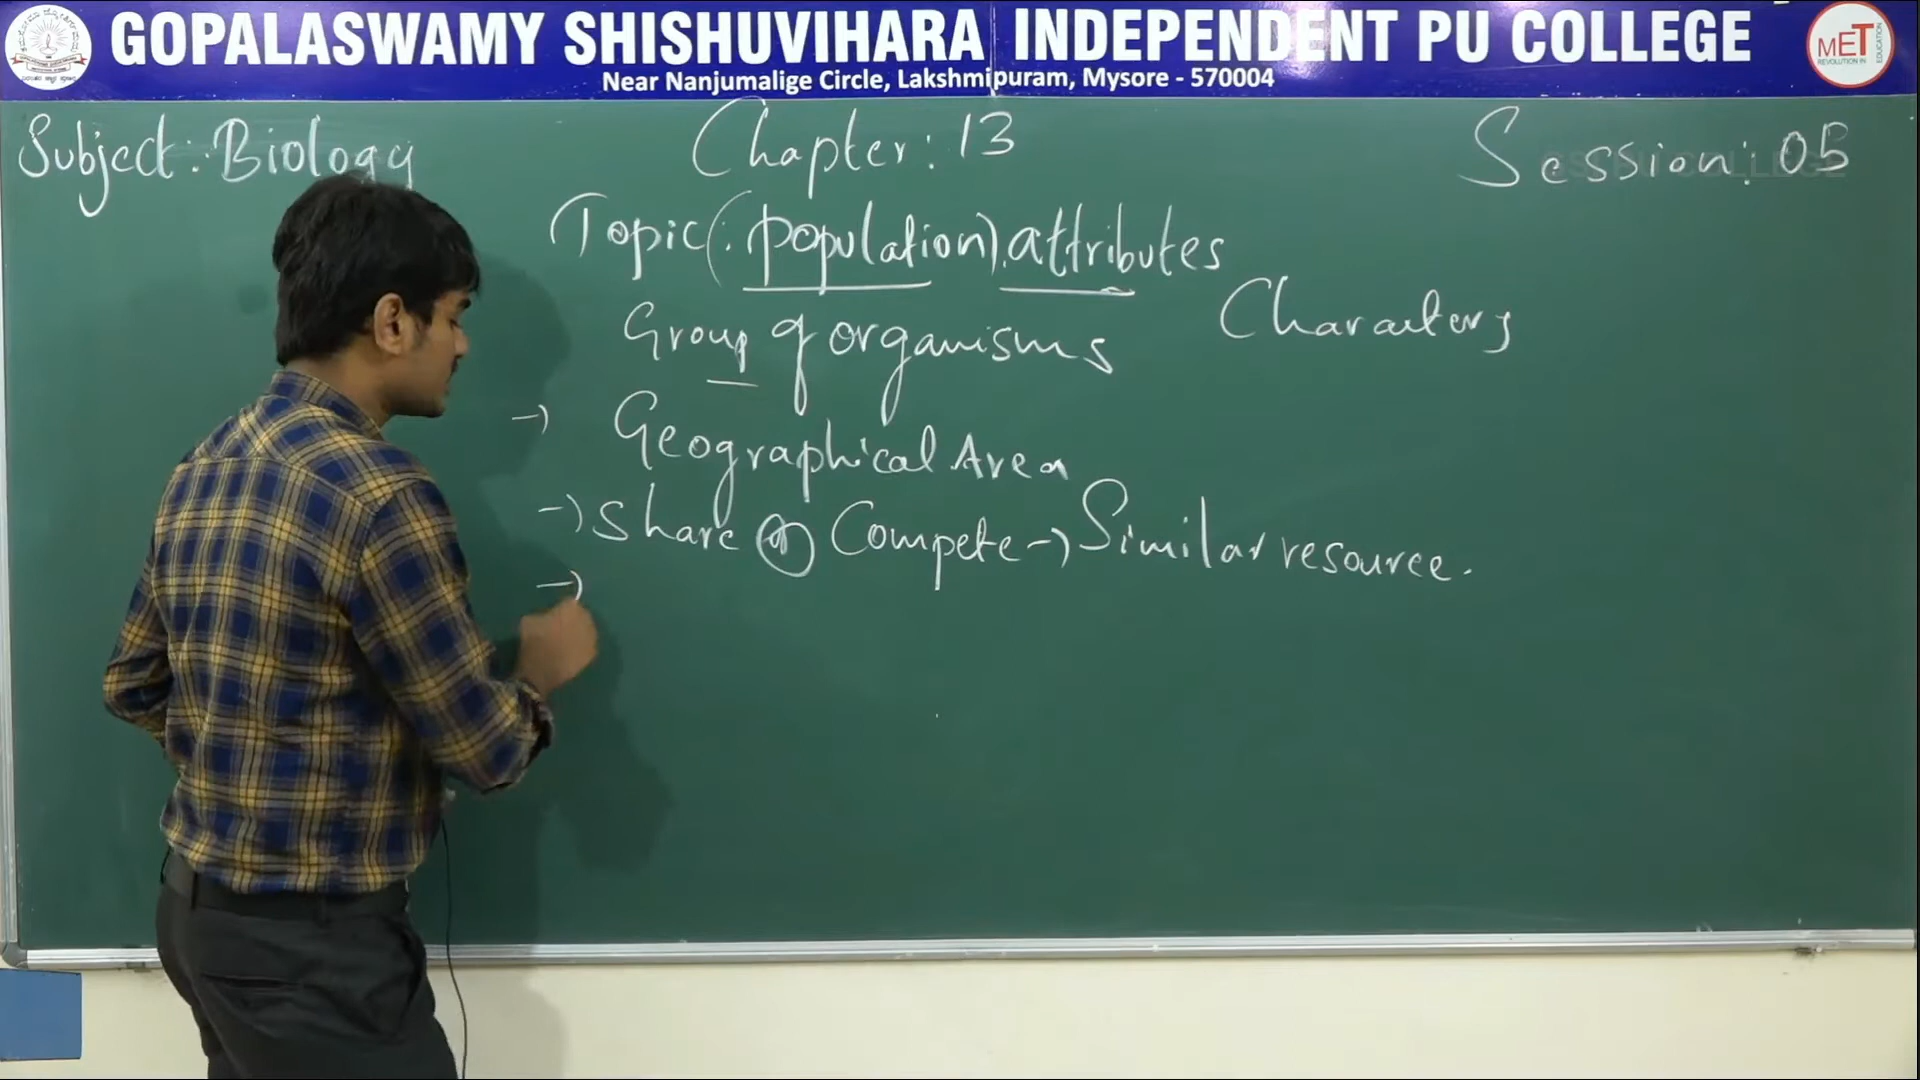 GOPALASWAMY SHISHUVIHARA INDEPENDENT PU COLLEGE
Near Nanjumalige Circle, Lakshmipuram, Mysore - 570004
MET
REVOLUTION IN EDUCATION
Subject: Biology Chapter: 13 Session: 05
Topic (: population). attributes
Characters
Group of organisms
→ Geographical Area
→ Share or Compete → Similar resource.
→